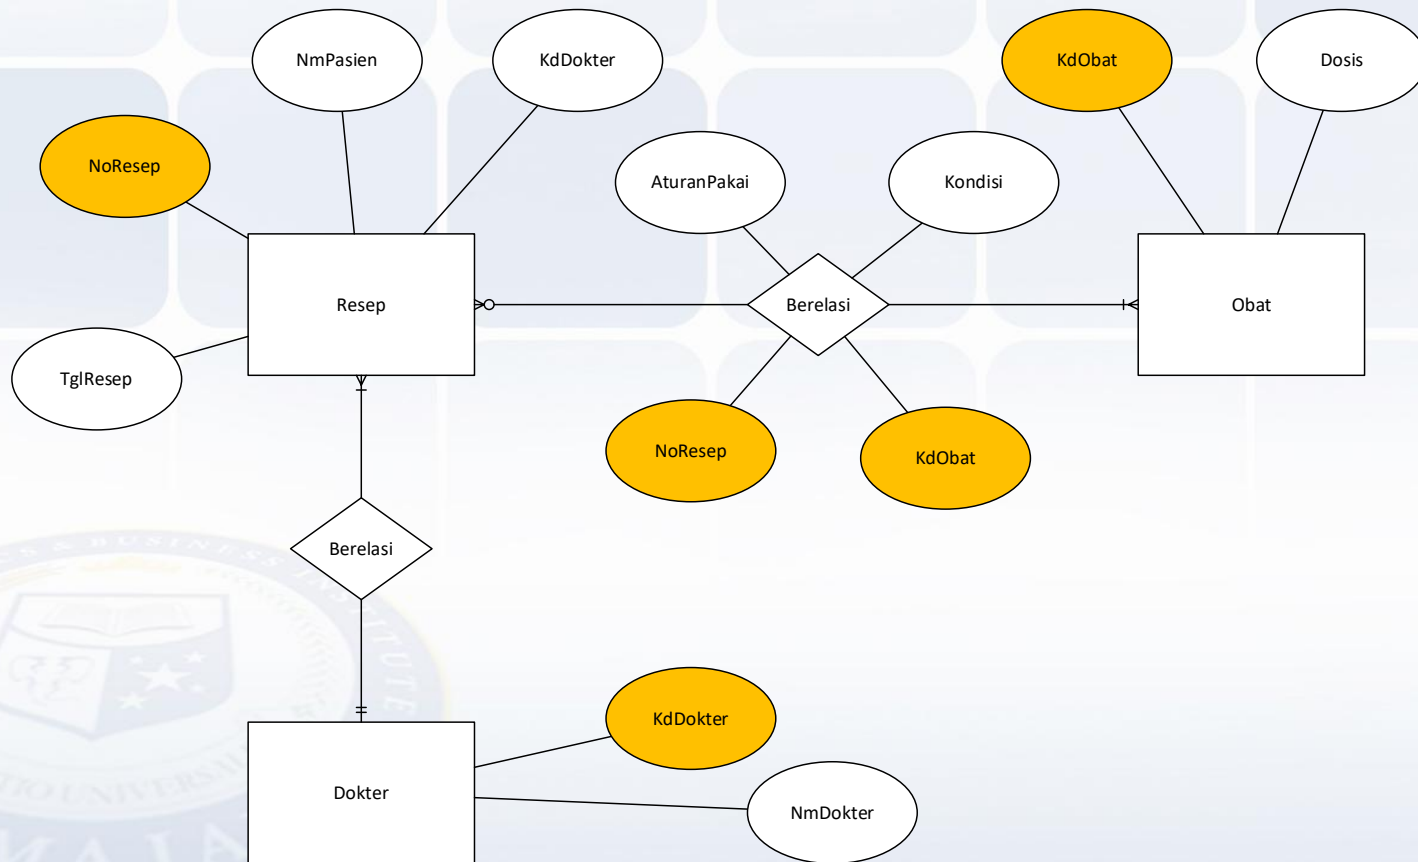 NmPasien
KdDokter
KdObat
Dosis
NoResep
AturanPakai
Kondisi
Resep
Berelasi
Obat
TglResep
NoResep
KdObat
Berelasi
KdDokter
Dokter
NmDokter